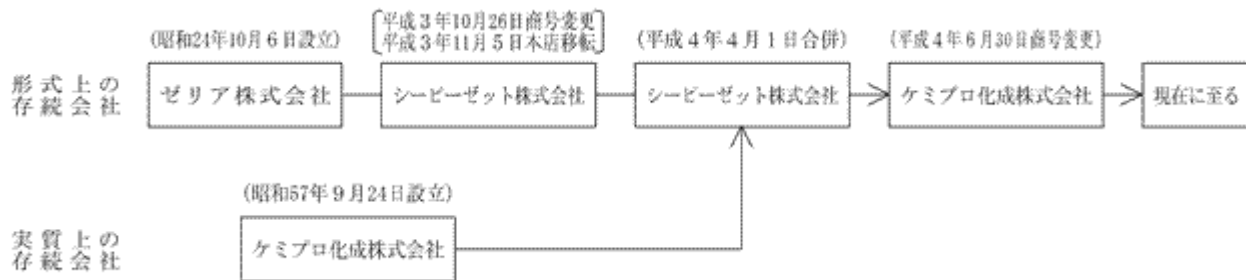 平成3年10月26日商号変更
平成3年11月5日本店移転
(昭和24年10月6日設立)
(平成4年4月1日合併)
(平成4年6月30日商号変更)
形式上の
存続会社
ゼリア株式会社
シービーゼット株式会社
シービーゼット株式会社
ケミプロ化成株式会社
現在に至る
(昭和57年9月24日設立)
実質上の
存続会社
ケミプロ化成株式会社